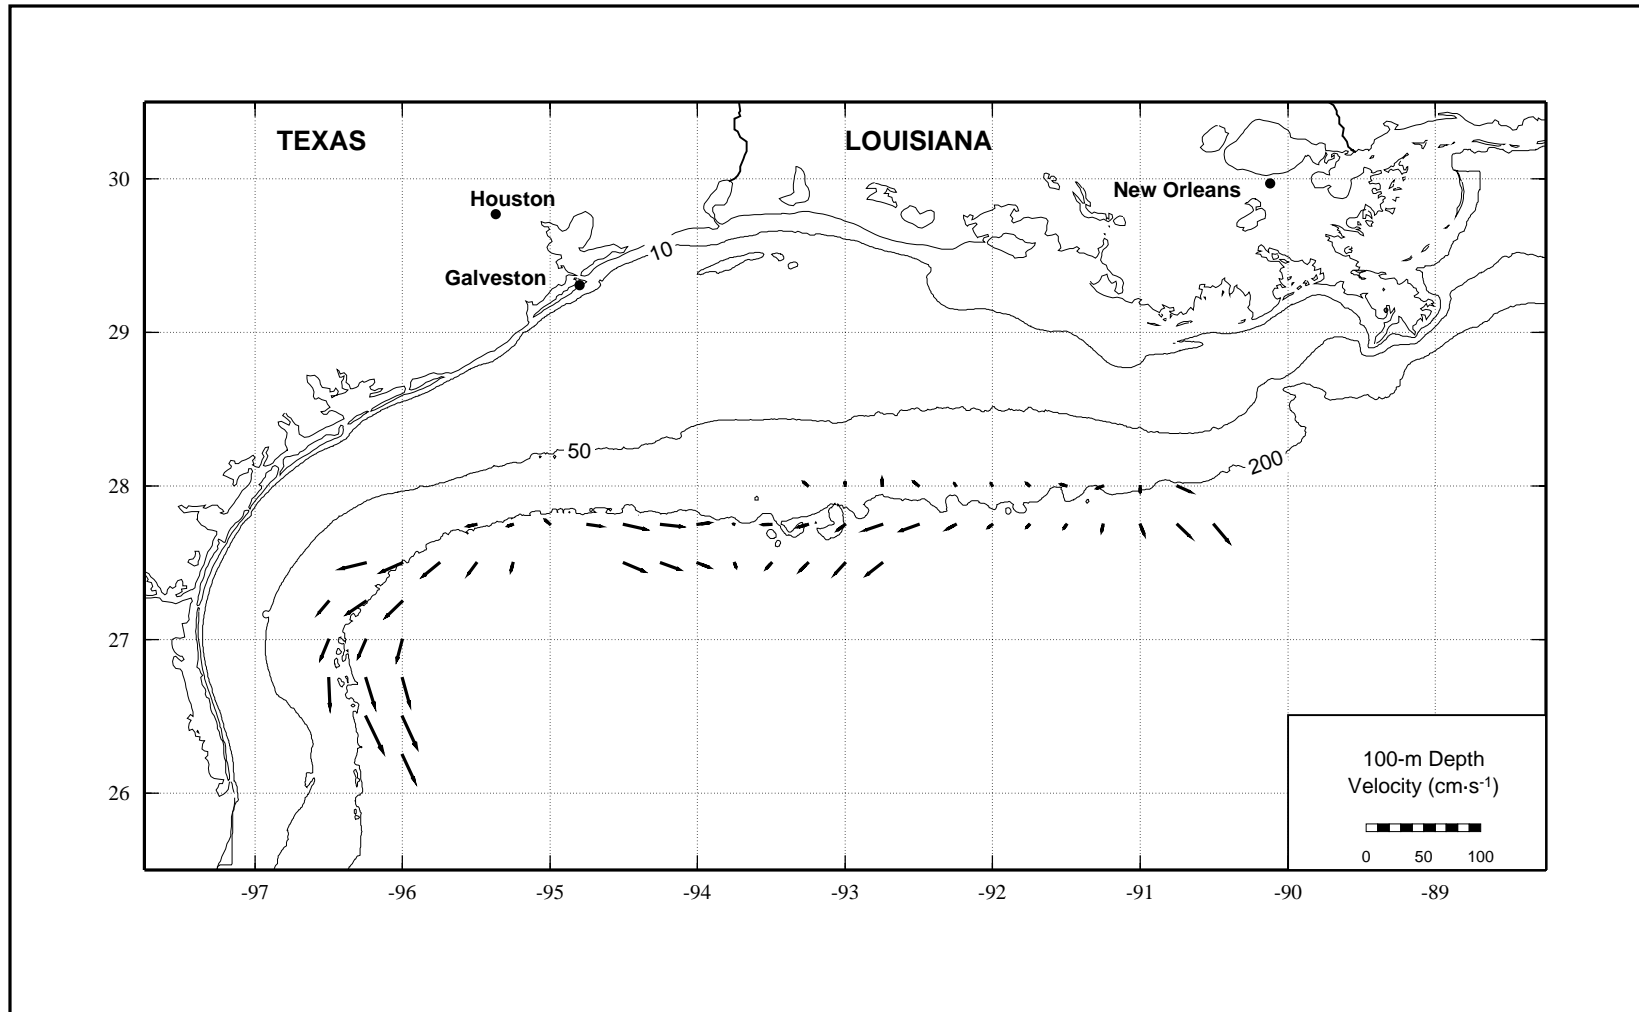 TEXAS
LOUISIANA
30
New Orleans
Houston
10
Galveston
29
50
200
28
27
100-m Depth
Velocity (cm·s-1)
26
0 50 100
-97 -96 -95 -94 -93 -92 -91 -90 -89